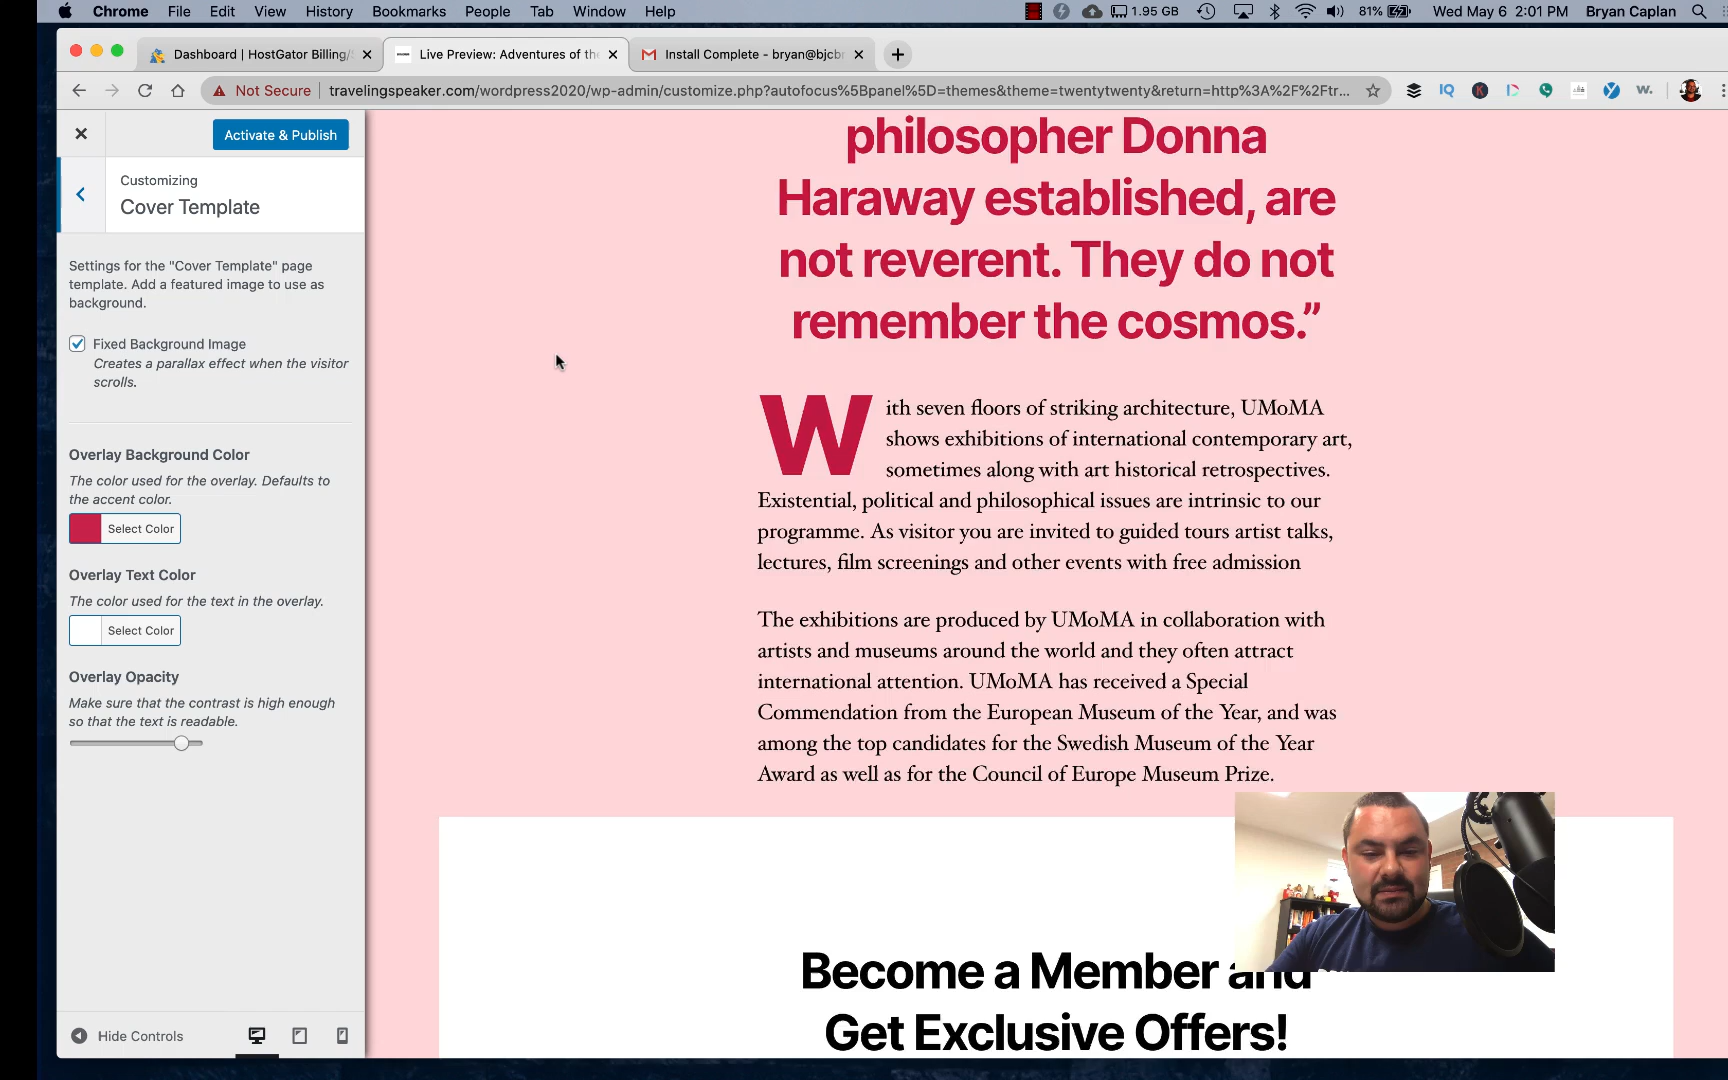 Chrome File Edit View History Bookmarks People Tab Window Help 1.95 GB 81% Wed May 6 2:01 PM Bryan Caplan
Dashboard | HostGator Billing/ Live Preview: Adventures of the Install Complete - bryan@bjcb
Not Secure travelingspeaker.com/wordpress2020/wp-admin/customize.php?autofocus%5Bpanel%5D=themes&theme=twentytwenty&return=http%3A%2F%2Ftr... IQ K y w.
Activate & Publish
Customizing
Cover Template
Settings for the "Cover Template" page
template. Add a featured image to use as
background.
Fixed Background Image
Creates a parallax effect when the visitor
scrolls.
Overlay Background Color
The color used for the overlay. Defaults to
the accent color.
Select Color
Overlay Text Color
The color used for the text in the overlay.
Select Color
Overlay Opacity
Make sure that the contrast is high enough
so that the text is readable.
Hide Controls
philosopher Donna
Haraway established, are
not reverent. They do not
remember the cosmos.”
With seven floors of striking architecture, UMoMA
shows exhibitions of international contemporary art,
sometimes along with art historical retrospectives.
Existential, political and philosophical issues are intrinsic to our
programme. As visitor you are invited to guided tours artist talks,
lectures, film screenings and other events with free admission
The exhibitions are produced by UMoMA in collaboration with
artists and museums around the world and they often attract
international attention. UMoMA has received a Special
Commendation from the European Museum of the Year, and was
among the top candidates for the Swedish Museum of the Year
Award as well as for the Council of Europe Museum Prize.
Become a Member and
Get Exclusive Offers!